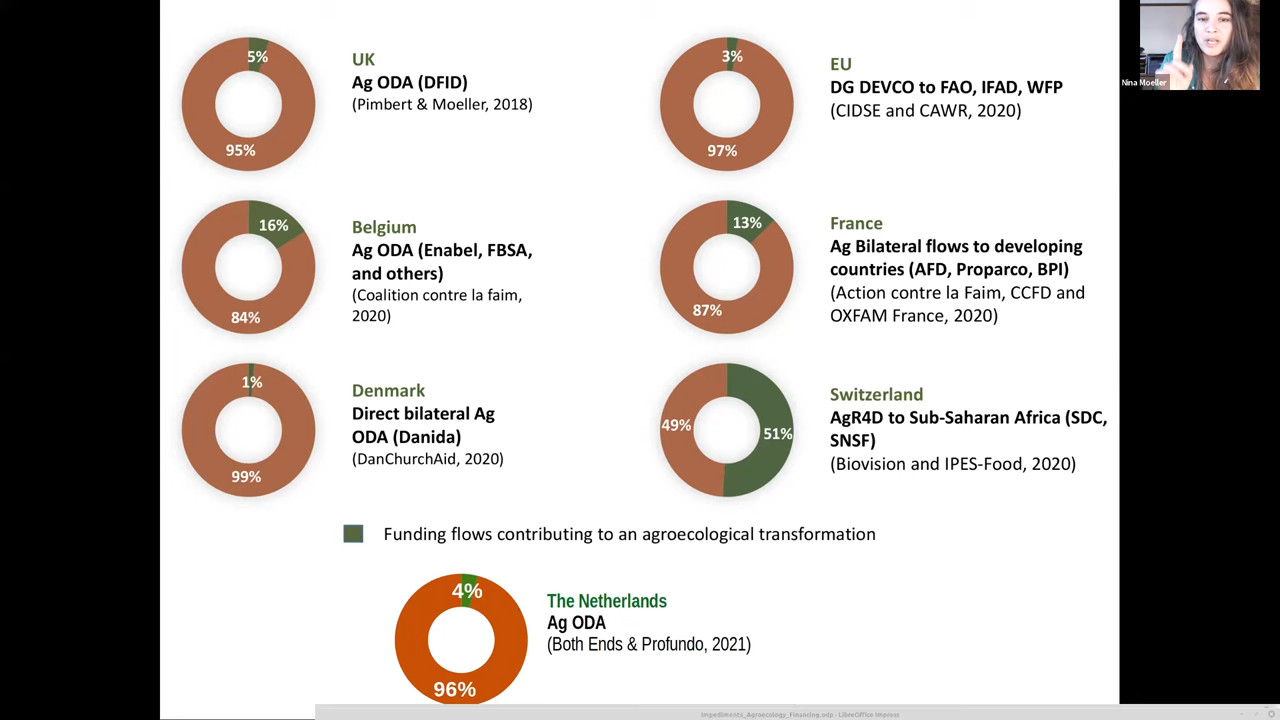 5%
95%
UK
Ag ODA (DFID)
(Pimbert & Moeller, 2018)
3%
97%
EU
DG DEVCO to FAO, IFAD, WFP
(CIDSE and CAWR, 2020)
Nina Moeller
16%
84%
Belgium
Ag ODA (Enabel, FBSA,
and others)
(Coalition contre la faim,
2020)
13%
87%
France
Ag Bilateral flows to developing
countries (AFD, Proparco, BPI)
(Action contre la Faim, CCFD and
OXFAM France, 2020)
1%
99%
Denmark
Direct bilateral Ag
ODA (Danida)
(DanChurchAid, 2020)
49%
51%
Switzerland
AgR4D to Sub-Saharan Africa (SDC,
SNSF)
(Biovision and IPES-Food, 2020)
Funding flows contributing to an agroecological transformation
4%
96%
The Netherlands
Ag ODA
(Both Ends & Profundo, 2021)
Impediments_Agroecology_Financing.odp - LibreOffice Impress